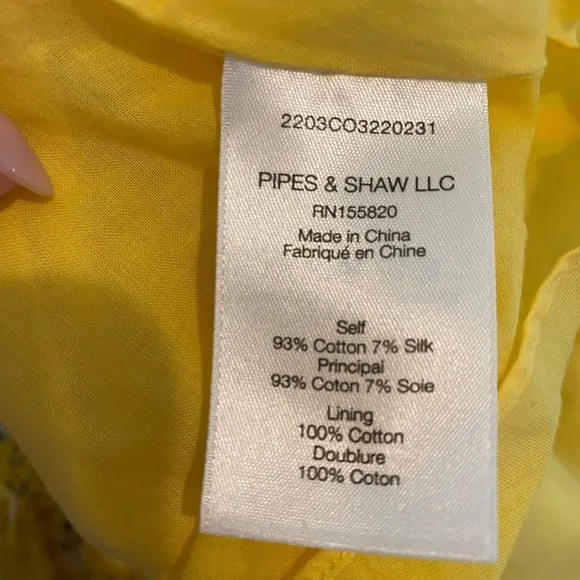 2203CO3220231
PIPES & SHAW LLC
RN155820
Made in China
Fabriqué en Chine
Self
93% Cotton 7% Silk
Principal
93% Coton 7% Soie
Lining
100% Cotton
Doublure
100% Coton